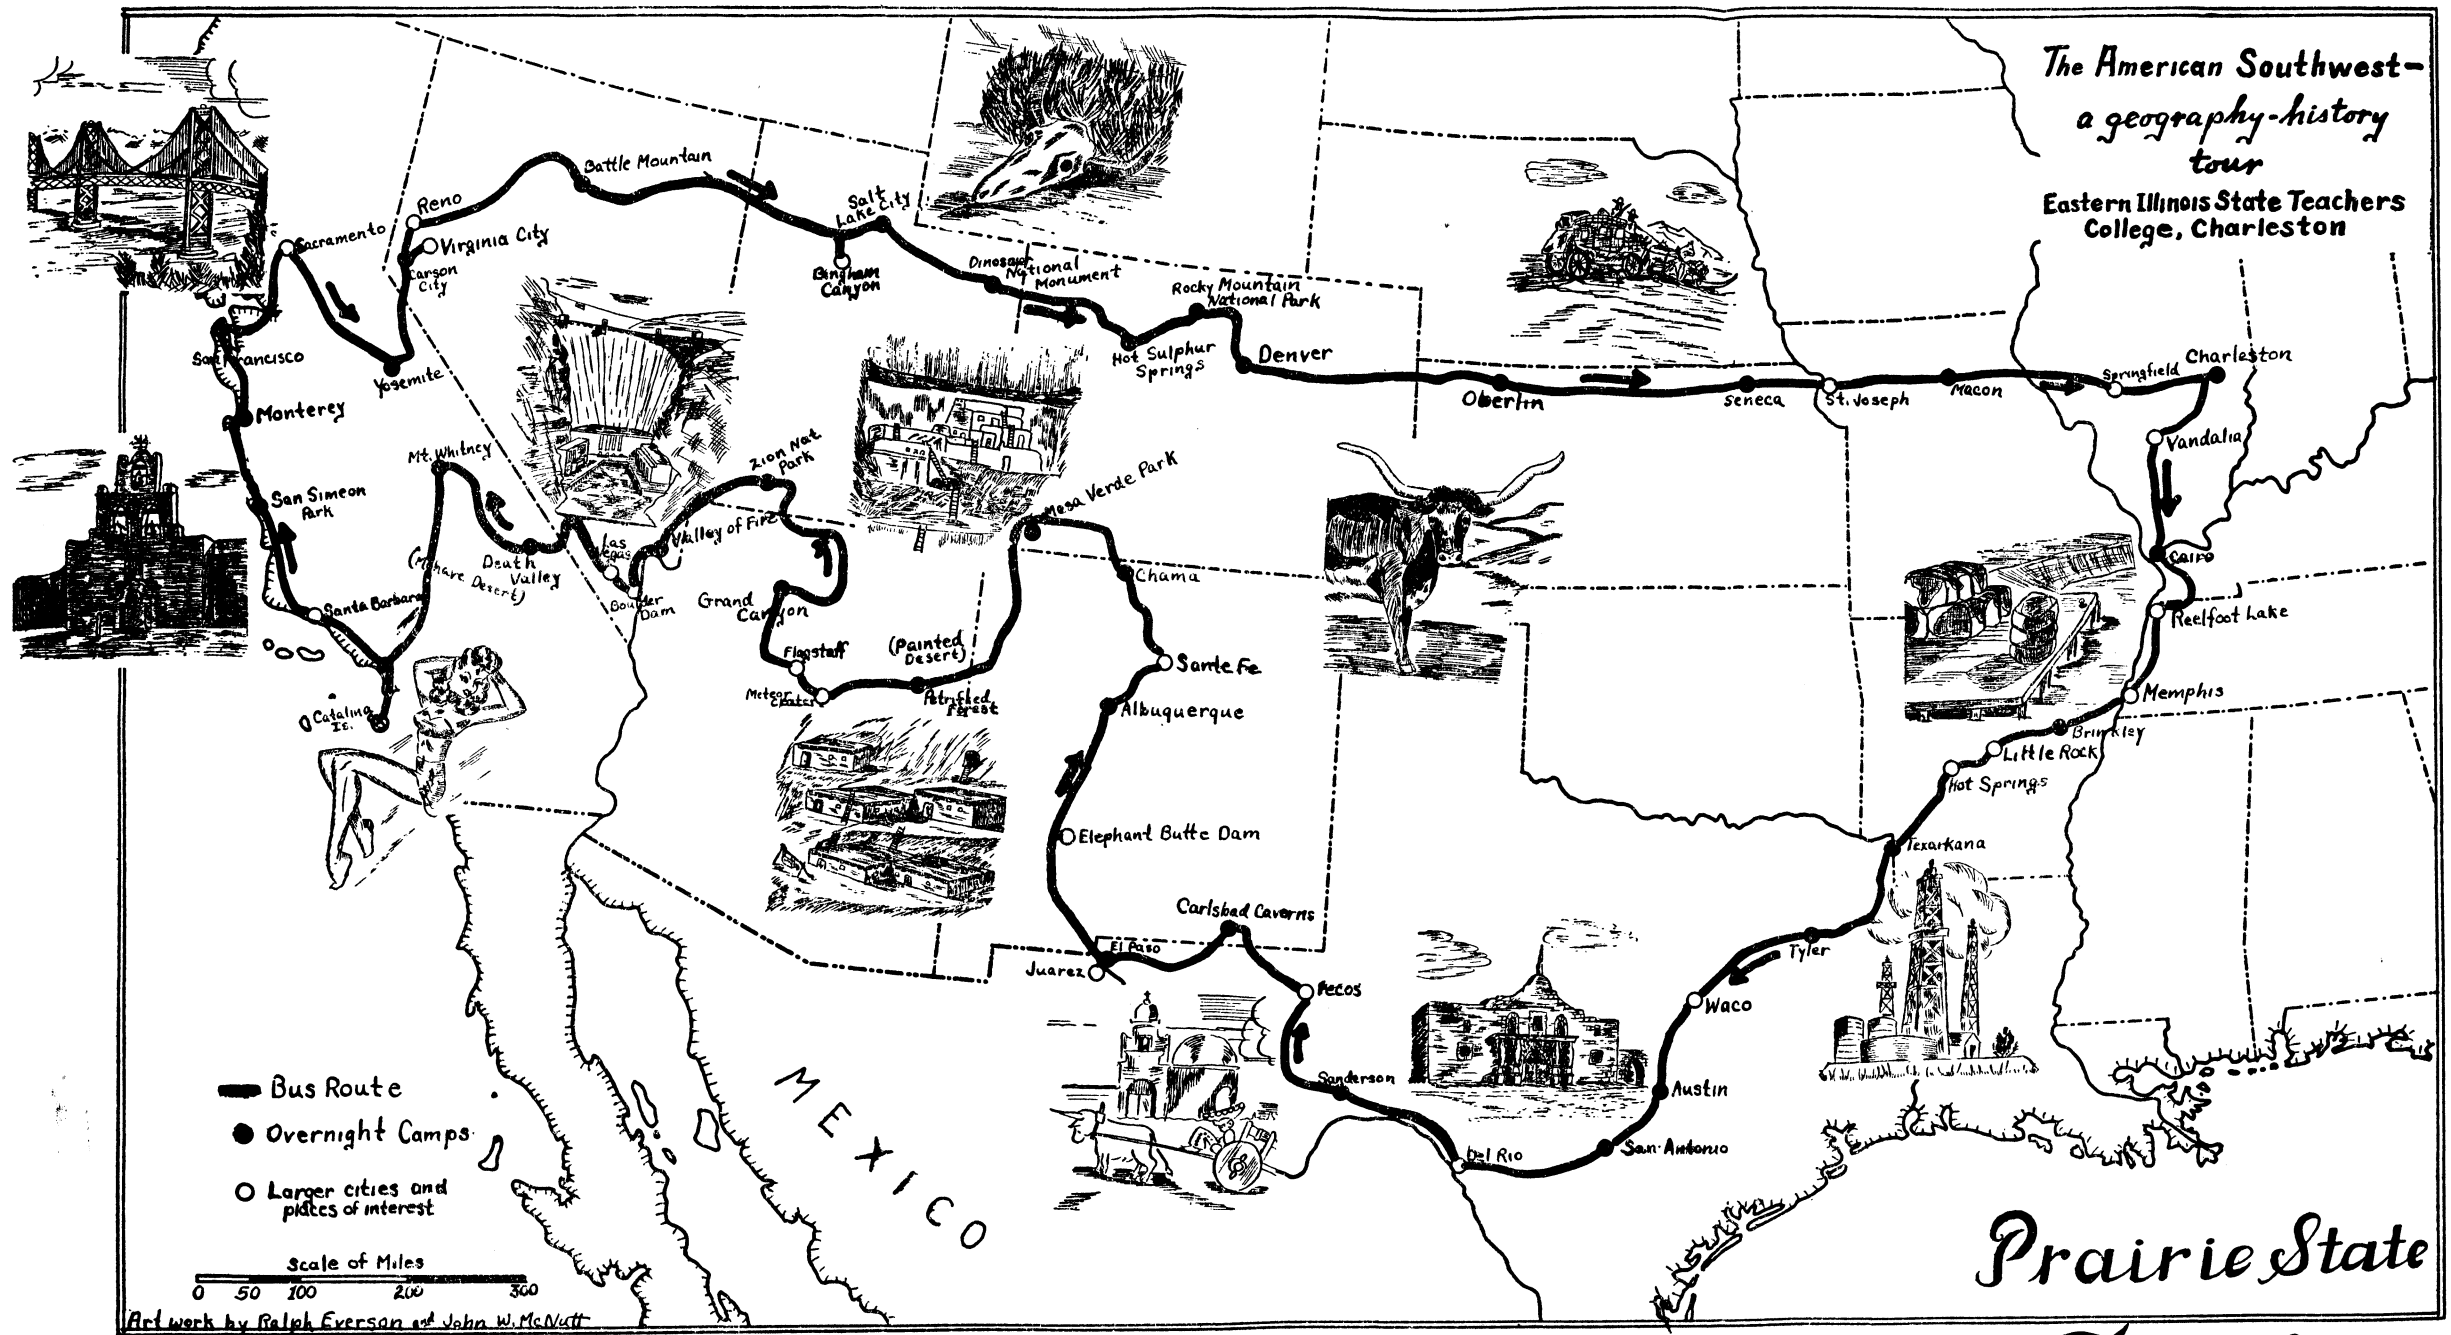 The American Southwest-
a geography-history
tour
Eastern Illinois State Teachers
College, Charleston
Battle Mountain
Reno
Virginia City
Sacramento
Carson
City
Salt
Lake City
Bingham
Canyon
Dinosaur
National
Monument
Rocky Mountain
National Park
Hot Sulphur
Springs
Denver
Oberlin
Seneca
St. Joseph
Macon
Springfield
Charleston
Vandalia
Cairo
Reelfoot Lake
Memphis
Brinkley
Little Rock
Hot Springs
Texarkana
Tyler
Waco
Austin
San Antonio
Del Rio
Sanderson
Pecos
Carlsbad Caverns
El Paso
Juarez
Elephant Butte Dam
Albuquerque
Sante Fe
Chama
Mesa Verde Park
(Painted
Desert)
Petrified
Forest
Meteor
Crater
Flagstaff
Grand
Canyon
Zion Nat.
Park
Valley of Fire
Las
Vegas
Boulder
Dam
Death
Valley
(Mohave Desert)
Mt. Whitney
Catalina
Is.
Santa Barbara
San Simeon
Park
Monterey
San Francisco
Yosemite
MEXICO
Bus Route
Overnight Camps
Larger cities and
places of interest
Scale of Miles
0 50 100 200 300
Art work by Ralph Everson and John W. McNutt
Prairie State